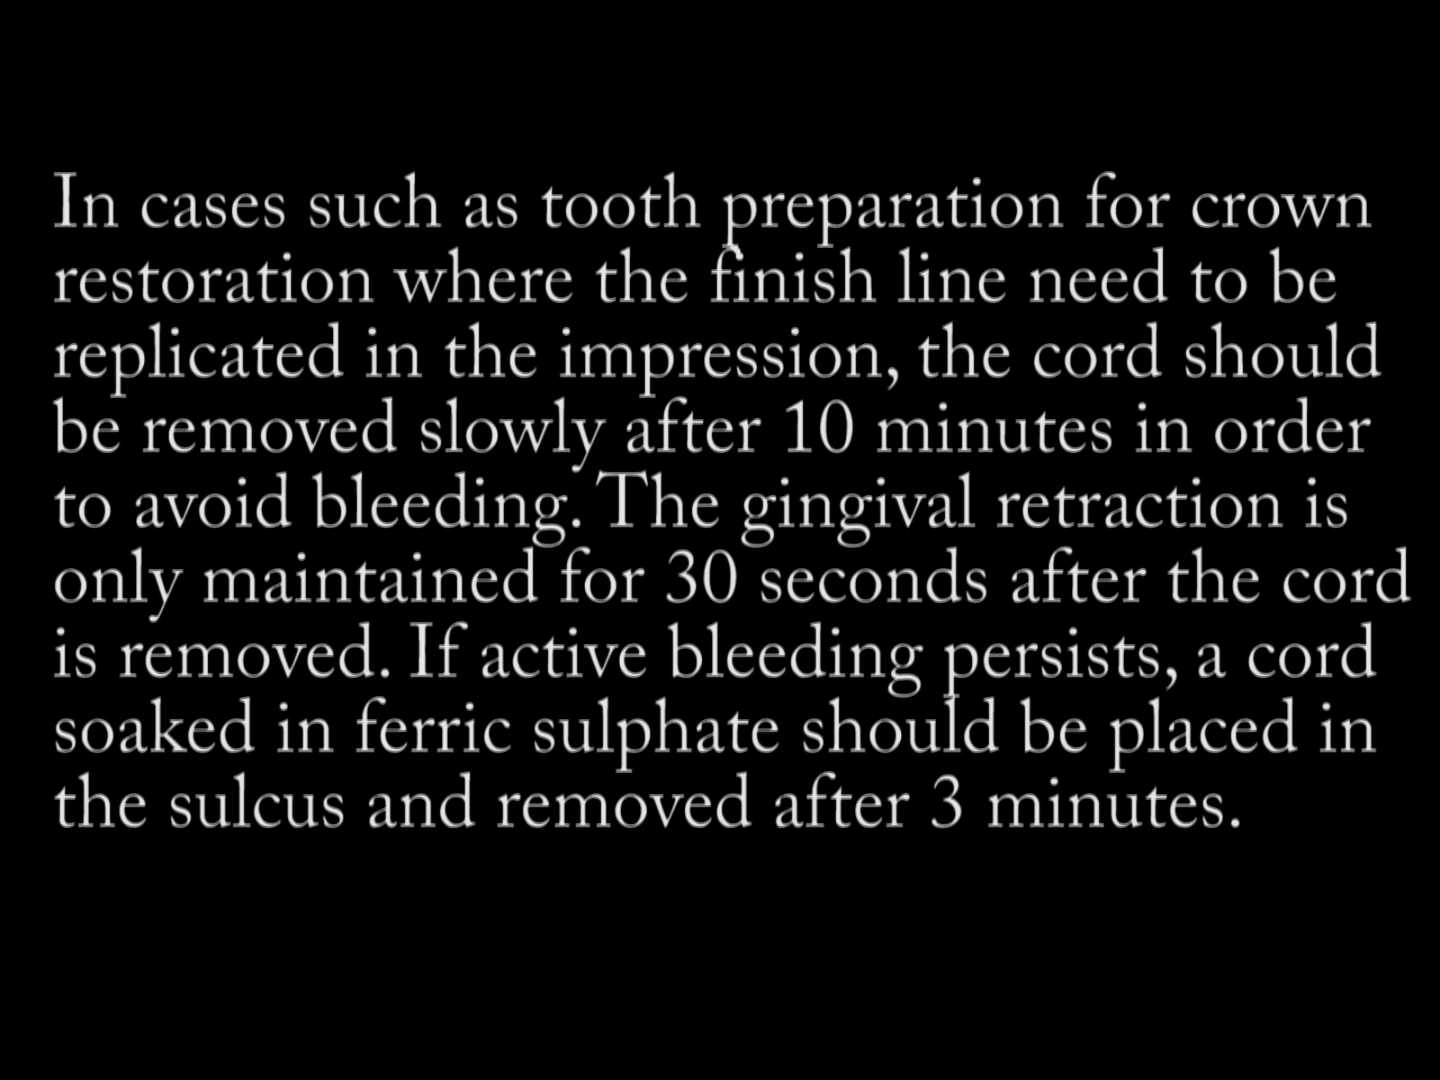 In cases such as tooth preparation for crown
restoration where the finish line need to be
replicated in the impression, the cord should
be removed slowly after 10 minutes in order
to avoid bleeding. The gingival retraction is
only maintained for 30 seconds after the cord
is removed. If active bleeding persists, a cord
soaked in ferric sulphate should be placed in
the sulcus and removed after 3 minutes.